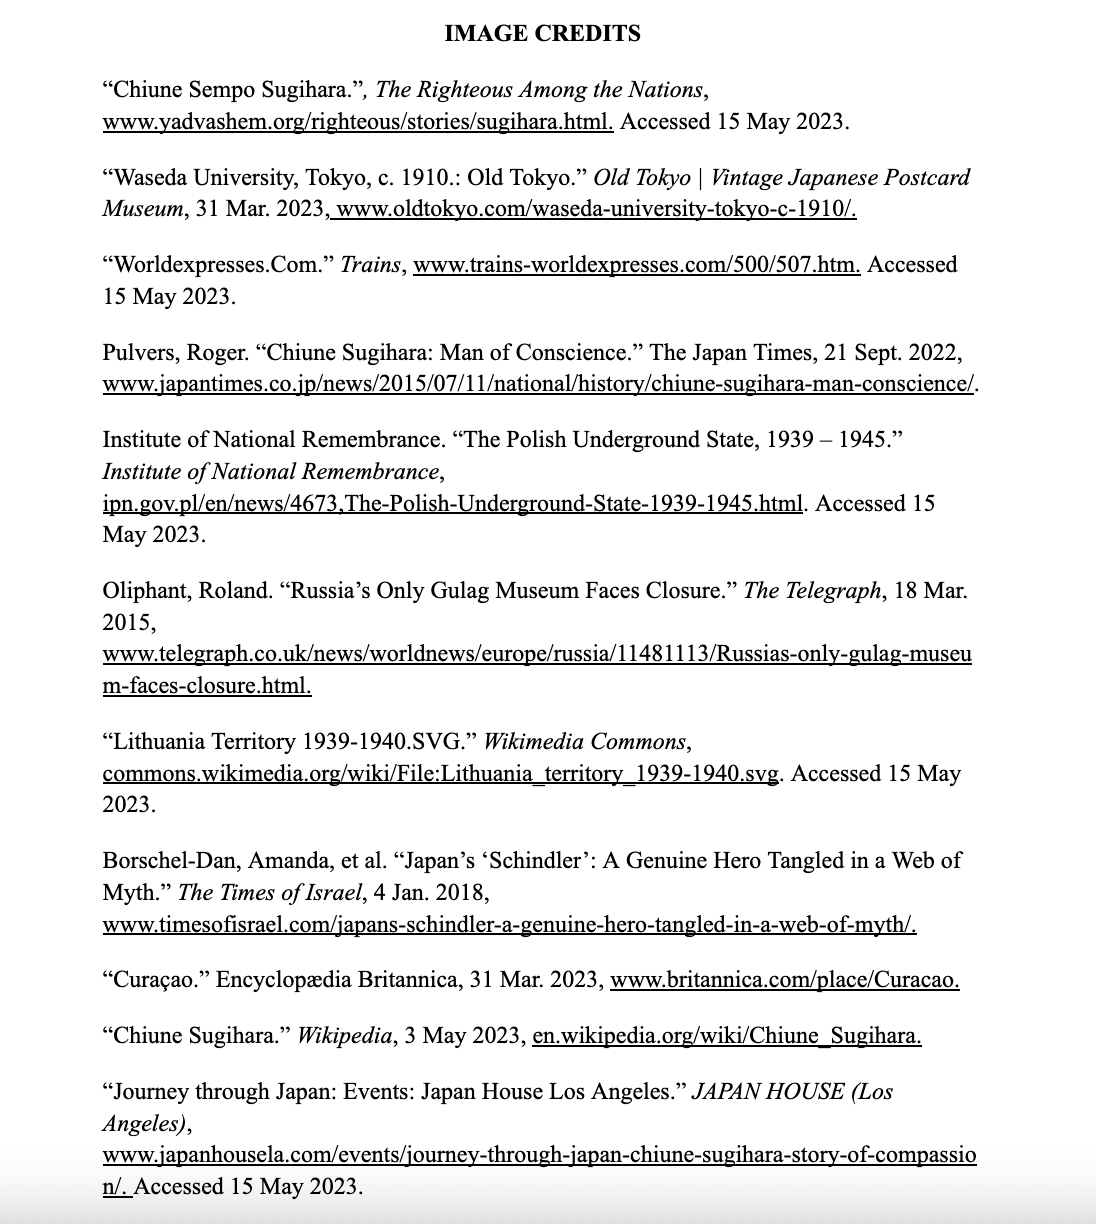 IMAGE CREDITS
“Chiune Sempo Sugihara.”, The Righteous Among the Nations,
www.yadvashem.org/righteous/stories/sugihara.html. Accessed 15 May 2023.
“Waseda University, Tokyo, c. 1910.: Old Tokyo.” Old Tokyo | Vintage Japanese Postcard
Museum, 31 Mar. 2023, www.oldtokyo.com/waseda-university-tokyo-c-1910/.
“Worldexpresses.Com.” Trains, www.trains-worldexpresses.com/500/507.htm. Accessed
15 May 2023.
Pulvers, Roger. “Chiune Sugihara: Man of Conscience.” The Japan Times, 21 Sept. 2022,
www.japantimes.co.jp/news/2015/07/11/national/history/chiune-sugihara-man-conscience/.
Institute of National Remembrance. “The Polish Underground State, 1939 – 1945.”
Institute of National Remembrance,
ipn.gov.pl/en/news/4673,The-Polish-Underground-State-1939-1945.html. Accessed 15
May 2023.
Oliphant, Roland. “Russia’s Only Gulag Museum Faces Closure.” The Telegraph, 18 Mar.
2015,
www.telegraph.co.uk/news/worldnews/europe/russia/11481113/Russias-only-gulag-museu
m-faces-closure.html.
“Lithuania Territory 1939-1940.SVG.” Wikimedia Commons,
commons.wikimedia.org/wiki/File:Lithuania_territory_1939-1940.svg. Accessed 15 May
2023.
Borschel-Dan, Amanda, et al. “Japan’s ‘Schindler’: A Genuine Hero Tangled in a Web of
Myth.” The Times of Israel, 4 Jan. 2018,
www.timesofisrael.com/japans-schindler-a-genuine-hero-tangled-in-a-web-of-myth/.
“Curaçao.” Encyclopædia Britannica, 31 Mar. 2023, www.britannica.com/place/Curacao.
“Chiune Sugihara.” Wikipedia, 3 May 2023, en.wikipedia.org/wiki/Chiune_Sugihara.
“Journey through Japan: Events: Japan House Los Angeles.” JAPAN HOUSE (Los
Angeles),
www.japanhousela.com/events/journey-through-japan-chiune-sugihara-story-of-compassio
n/. Accessed 15 May 2023.